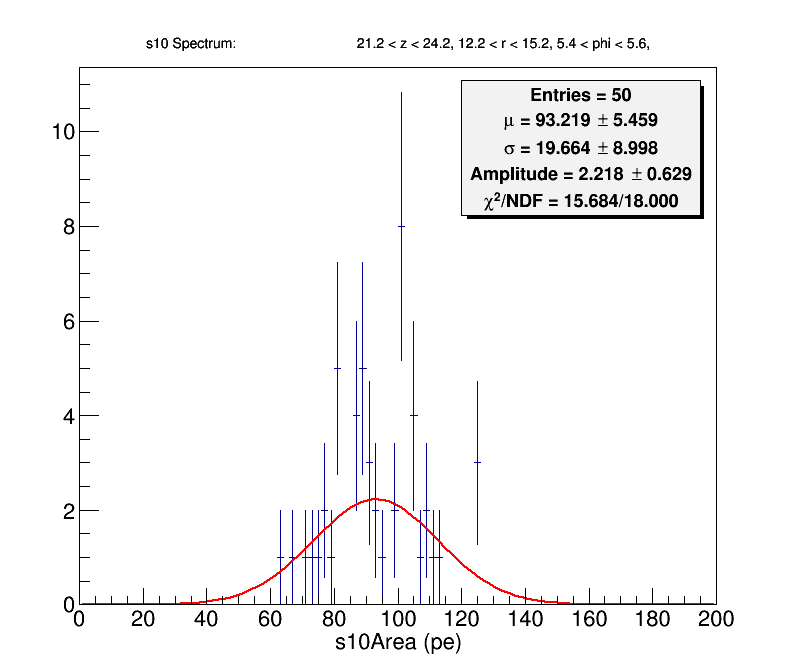 s10 Spectrum: 21.2 < z < 24.2, 12.2 < r < 15.2, 5.4 < phi < 5.6,
Entries = 50
μ = 93.219 ± 5.459
σ = 19.664 ± 8.998
Amplitude = 2.218 ± 0.629
χ²/NDF = 15.684/18.000
10
8
6
4
2
0
0 20 40 60 80 100 120 140 160 180 200
s10Area (pe)